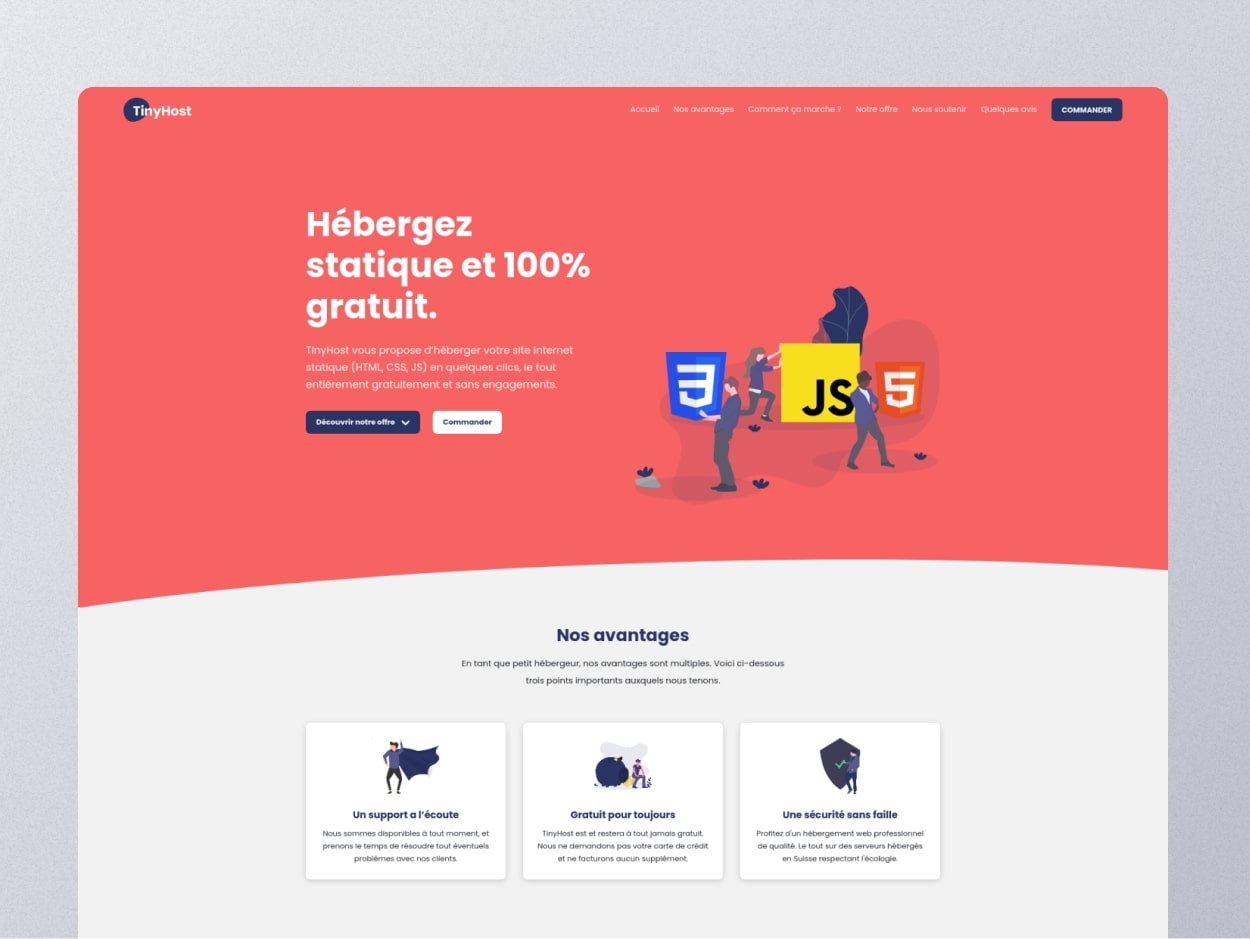 TinyHost
Accueil Nos avantages Comment ça marche ? Notre offre Nous soutenir Quelques avis COMMANDER
Hébergez
statique et 100%
gratuit.
TinyHost vous propose d'héberger votre site internet
statique (HTML, CSS, JS) en quelques clics, le tout
entièrement gratuitement et sans engagements.
Découvrir notre offre Commander
3
JS
5
Nos avantages
En tant que petit hébergeur, nos avantages sont multiples. Voici ci-dessous
trois points importants auxquels nous tenons.
Un support a l'écoute
Nous sommes disponibles à tout moment, et
prenons le temps de résoudre tout éventuels
problèmes avec nos clients.
Gratuit pour toujours
TinyHost est et restera à tout jamais gratuit.
Nous ne demandons pas votre carte de crédit
et ne facturons aucun supplément.
Une sécurité sans faille
Profitez d'un hébergement web professionnel
de qualité. Le tout sur des serveurs hébergés
en Suisse respectant l'écologie.